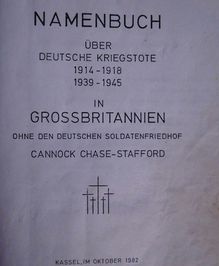 NAMENBUCH
ÜBER
DEUTSCHE KRIEGSTOTE
1914-1918
1939-1945
IN
GROSSBRITANNIEN
OHNE DEN DEUTSCHEN SOLDATENFRIEDHOF
CANNOCK CHASE-STAFFORD
KASSEL, IM OKTOBER 1982